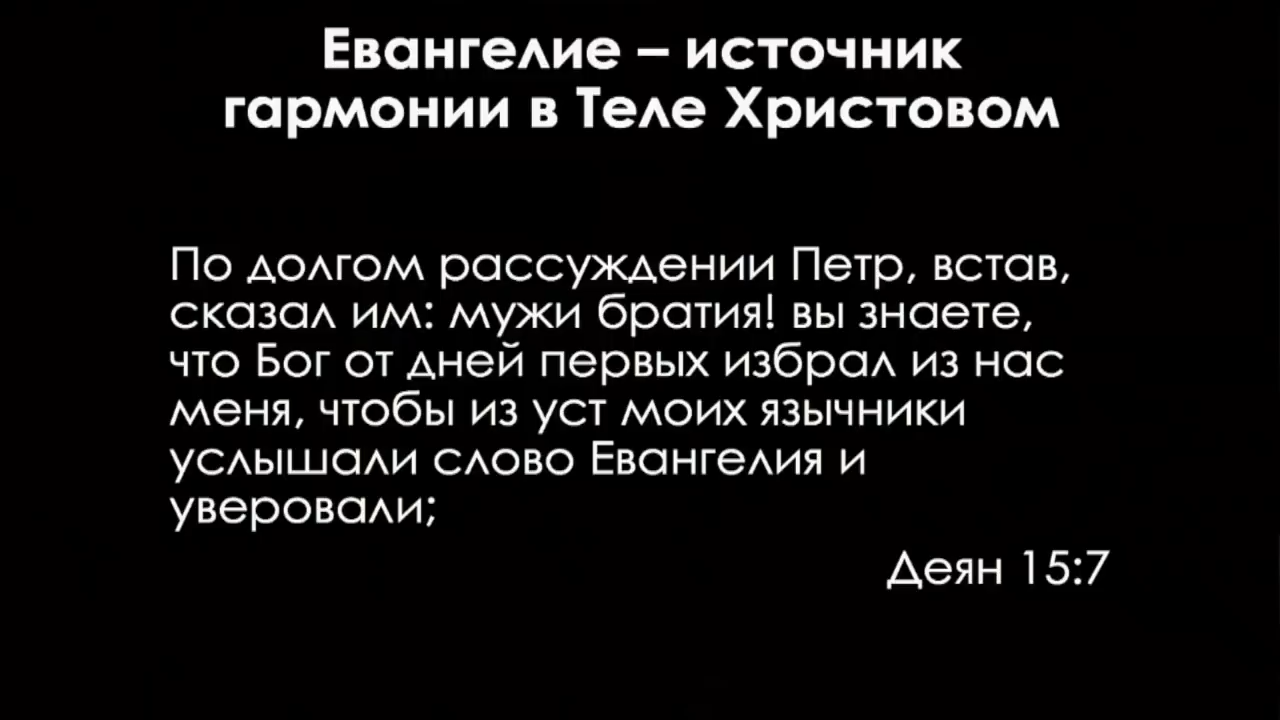 Евангелие – источник
гармонии в Теле Христовом
По долгом рассуждении Петр, встав,
сказал им: мужи братия! вы знаете,
что Бог от дней первых избрал из нас
меня, чтобы из уст моих язычники
услышали слово Евангелия и
уверовали;
Деян 15:7